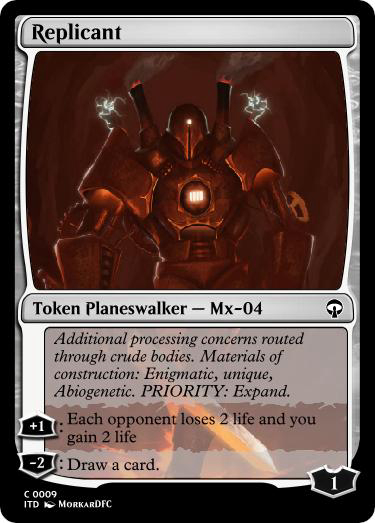 Replicant
Token Planeswalker — Mx-04
Additional processing concerns routed
through crude bodies. Materials of
construction: Enigmatic, unique,
Abiogenetic. PRIORITY: Expand.
+1: Each opponent loses 2 life and you
gain 2 life
-2: Draw a card.
1
C 0009
ITD MorkarDFC